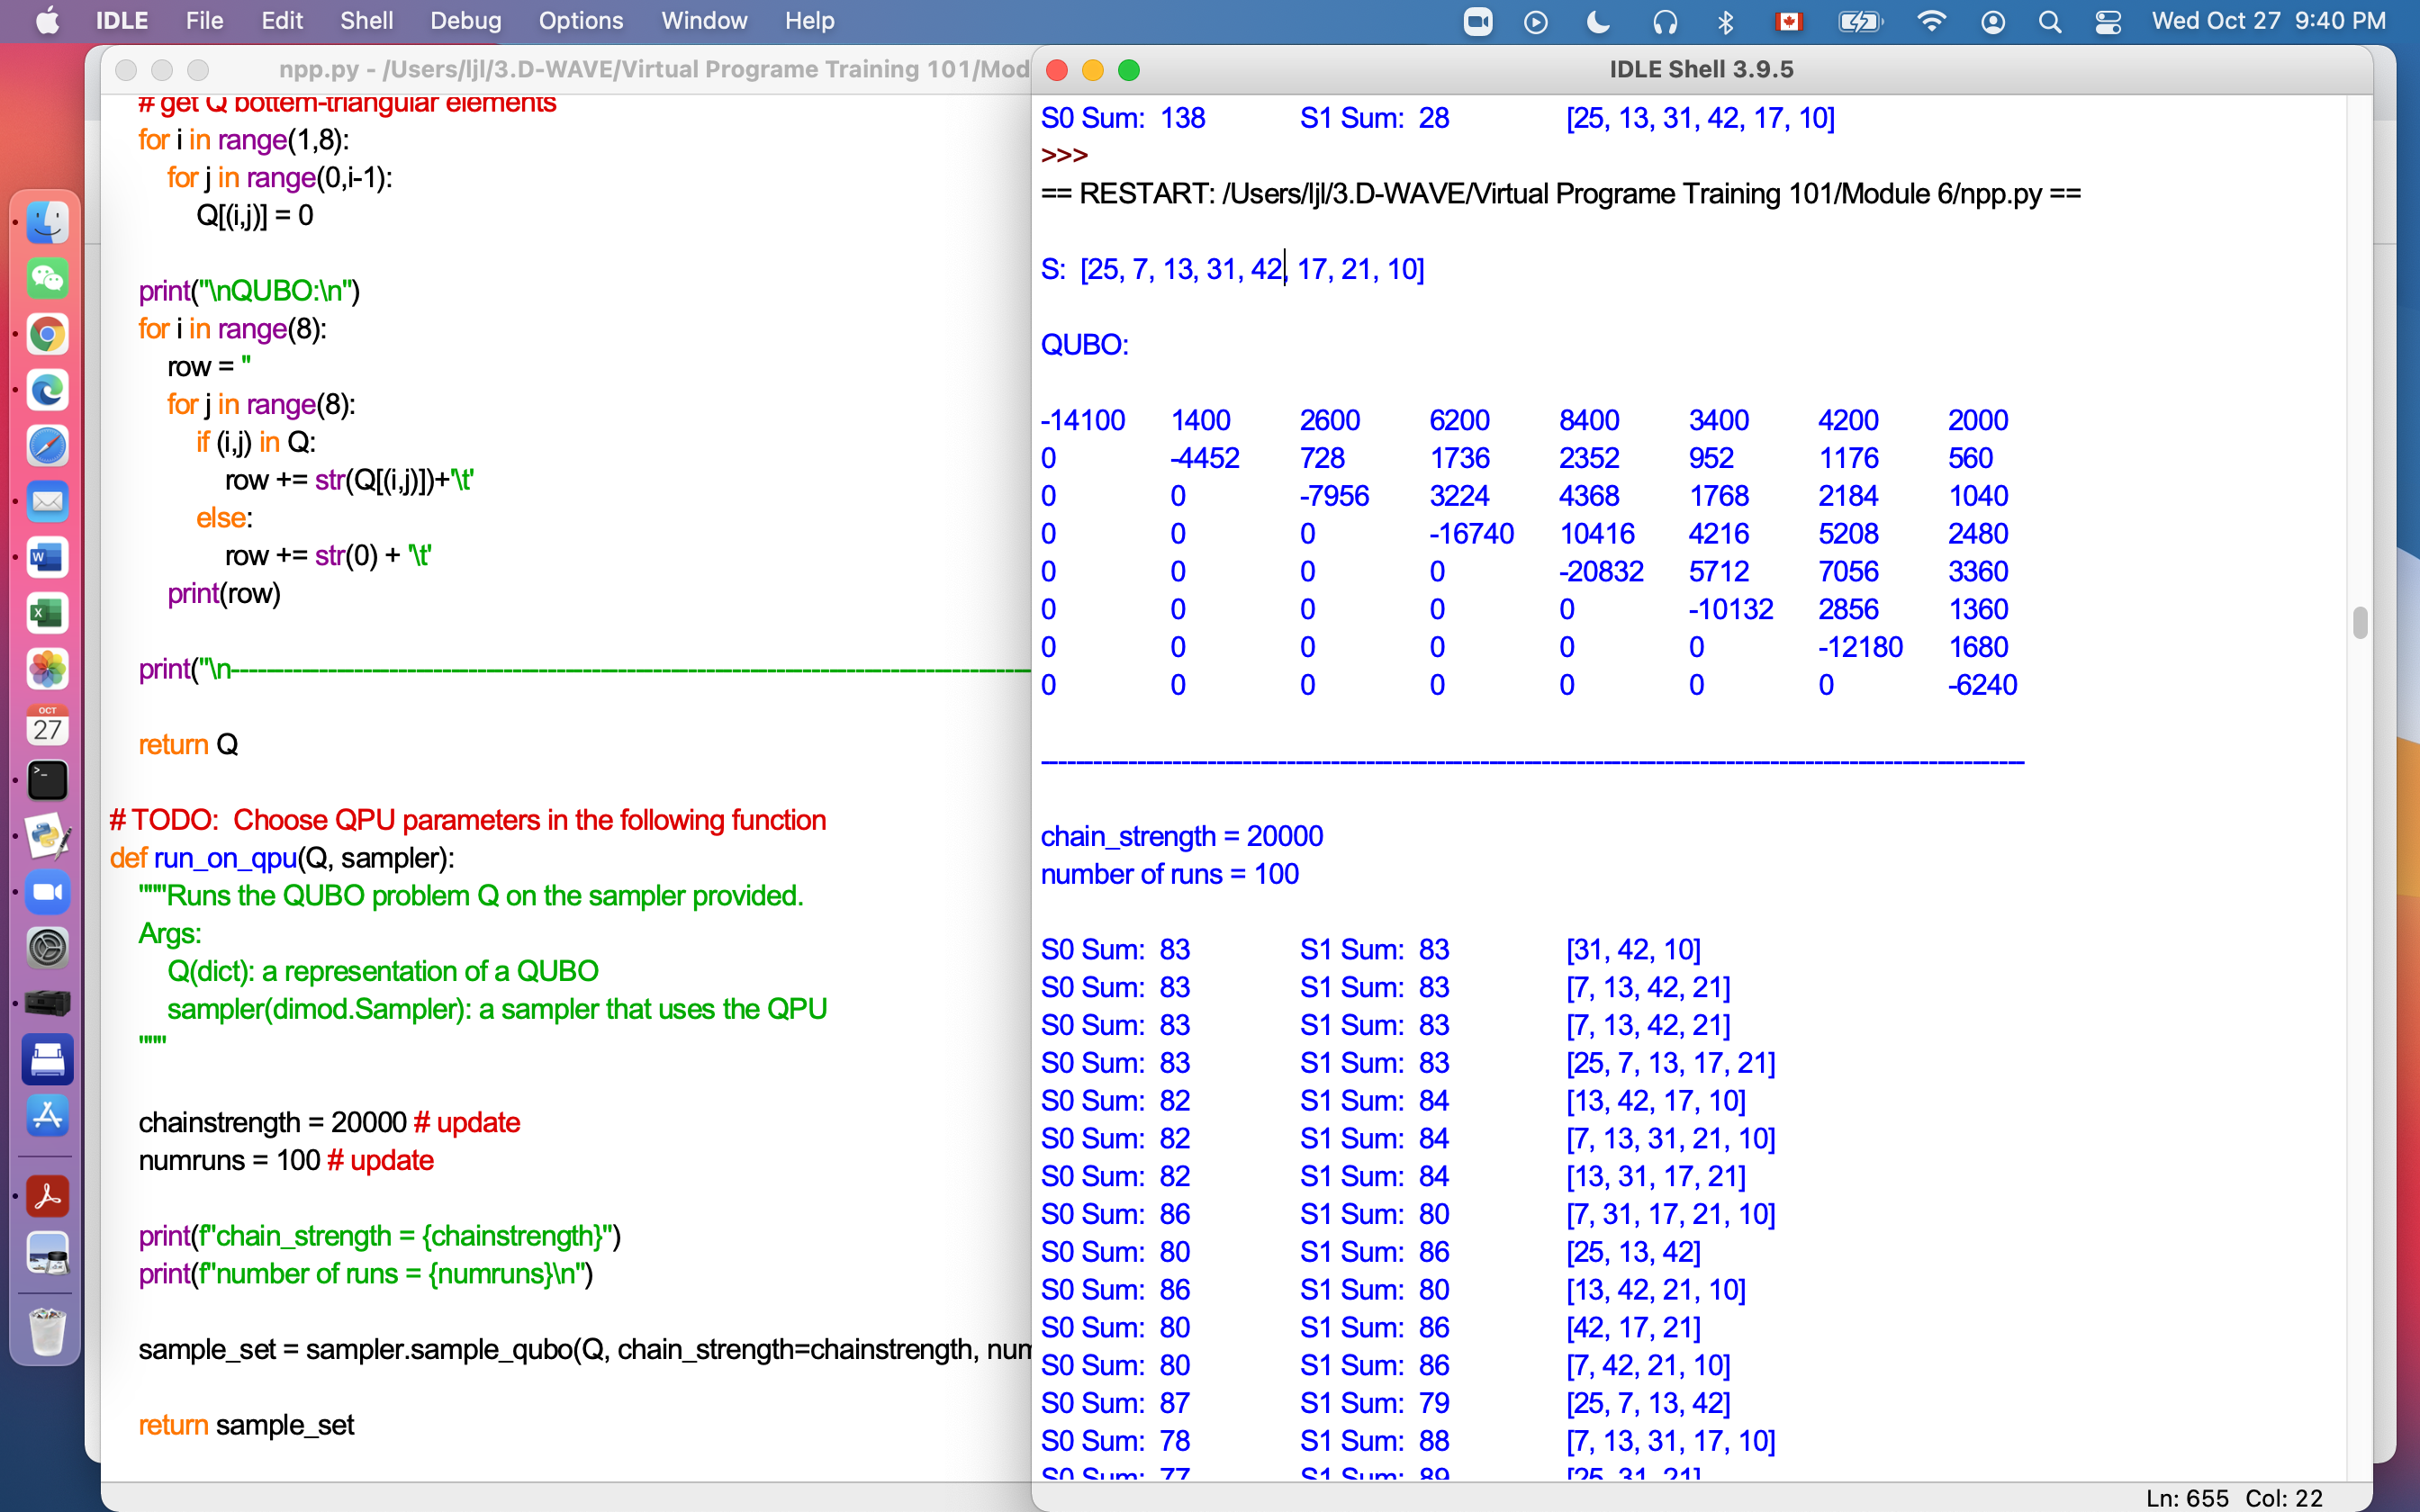 IDLE File Edit Shell Debug Options Window Help Wed Oct 27 9:40 PM
npp.py - /Users/ljl/3.D-WAVE/Virtual Programe Training 101/Mod
# get Q bottem-triangular elements
for i in range(1,8):
for j in range(0,i-1):
Q[(i,j)] = 0
print("\nQUBO:\n")
for i in range(8):
row = ''
for j in range(8):
if (i,j) in Q:
row += str(Q[(i,j)])+'\t'
else:
row += str(0) + '\t'
print(row)
print("\n-----------------------------------------------------------------
return Q
# TODO:  Choose QPU parameters in the following function
def run_on_qpu(Q, sampler):
"""Runs the QUBO problem Q on the sampler provided.
Args:
Q(dict): a representation of a QUBO
sampler(dimod.Sampler): a sampler that uses the QPU
"""
chainstrength = 20000 # update
numruns = 100 # update
print(f"chain_strength = {chainstrength}")
print(f"number of runs = {numruns}\n")
sample_set = sampler.sample_qubo(Q, chain_strength=chainstrength, num
return sample_set
IDLE Shell 3.9.5
S0 Sum:  138 S1 Sum:  28 [25, 13, 31, 42, 17, 10]
>>>
== RESTART: /Users/ljl/3.D-WAVE/Virtual Programe Training 101/Module 6/npp.py ==
S:  [25, 7, 13, 31, 42, 17, 21, 10]
QUBO:
-14100 1400 2600 6200 8400 3400 4200 2000
0 -4452 728 1736 2352 952 1176 560
0 0 -7956 3224 4368 1768 2184 1040
0 0 0 -16740 10416 4216 5208 2480
0 0 0 0 -20832 5712 7056 3360
0 0 0 0 0 -10132 2856 1360
0 0 0 0 0 0 -12180 1680
0 0 0 0 0 0 0 -6240
-----------------------------------------------------------------
chain_strength = 20000
number of runs = 100
S0 Sum:  83 S1 Sum:  83 [31, 42, 10]
S0 Sum:  83 S1 Sum:  83 [7, 13, 42, 21]
S0 Sum:  83 S1 Sum:  83 [7, 13, 42, 21]
S0 Sum:  83 S1 Sum:  83 [25, 7, 13, 17, 21]
S0 Sum:  82 S1 Sum:  84 [13, 42, 17, 10]
S0 Sum:  82 S1 Sum:  84 [7, 13, 31, 21, 10]
S0 Sum:  82 S1 Sum:  84 [13, 31, 17, 21]
S0 Sum:  86 S1 Sum:  80 [7, 31, 17, 21, 10]
S0 Sum:  80 S1 Sum:  86 [25, 13, 42]
S0 Sum:  86 S1 Sum:  80 [13, 42, 21, 10]
S0 Sum:  80 S1 Sum:  86 [42, 17, 21]
S0 Sum:  80 S1 Sum:  86 [7, 42, 21, 10]
S0 Sum:  87 S1 Sum:  79 [25, 7, 13, 42]
S0 Sum:  78 S1 Sum:  88 [7, 13, 31, 17, 10]
S0 Sum:  77 S1 Sum:  89 [25, 31, 21]
Ln: 655 Col: 22
OCT
27